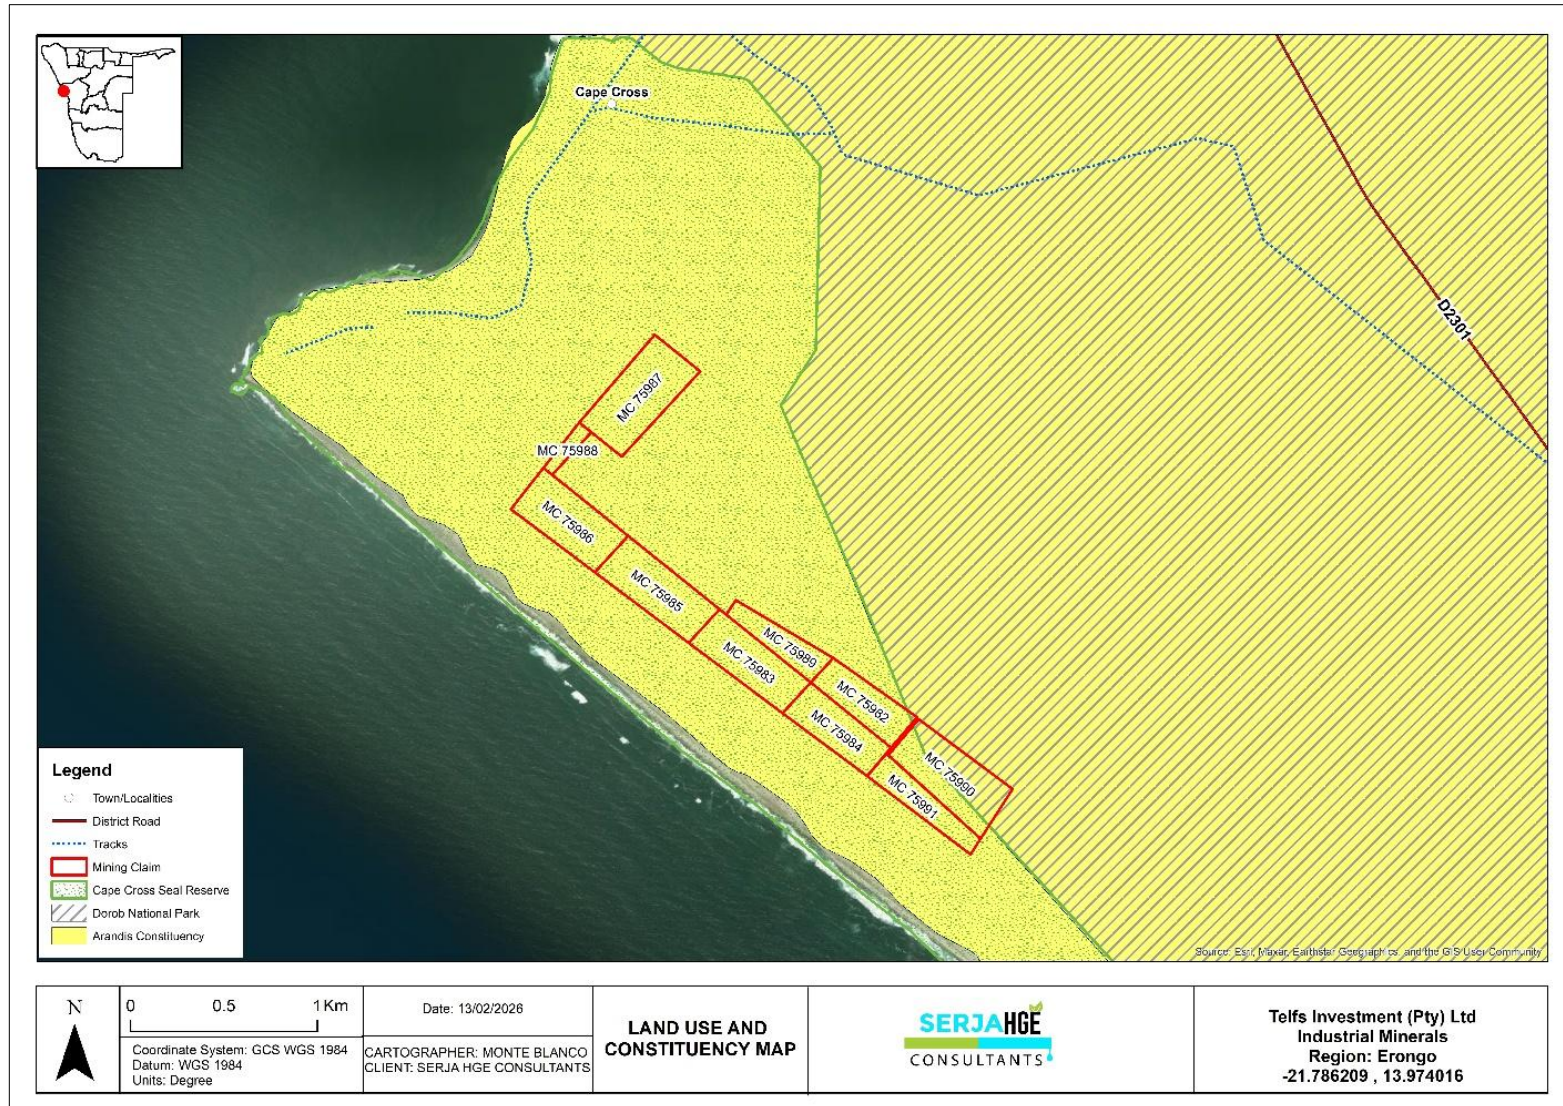 Cape Cross
D2301
MC 75987
MC 75988
MC 75986
MC 75985
MC 75989
MC 75983
MC 75982
MC 75984
MC 75990
MC 75991
Legend
Town/Localities
District Road
Tracks
Mining Claim
Cape Cross Seal Reserve
Dorob National Park
Arandis Constituency
Source: Esri, Maxar, Earthstar Geographics, and the GIS User Community
N
0 0.5 1 Km
Coordinate System: GCS WGS 1984
Datum: WGS 1984
Units: Degree
Date: 13/02/2026
CARTOGRAPHER: MONTE BLANCO
CLIENT: SERJA HGE CONSULTANTS
LAND USE AND
CONSTITUENCY MAP
SERJAHGE
CONSULTANTS
Telfs Investment (Pty) Ltd
Industrial Minerals
Region: Erongo
-21.786209 , 13.974016